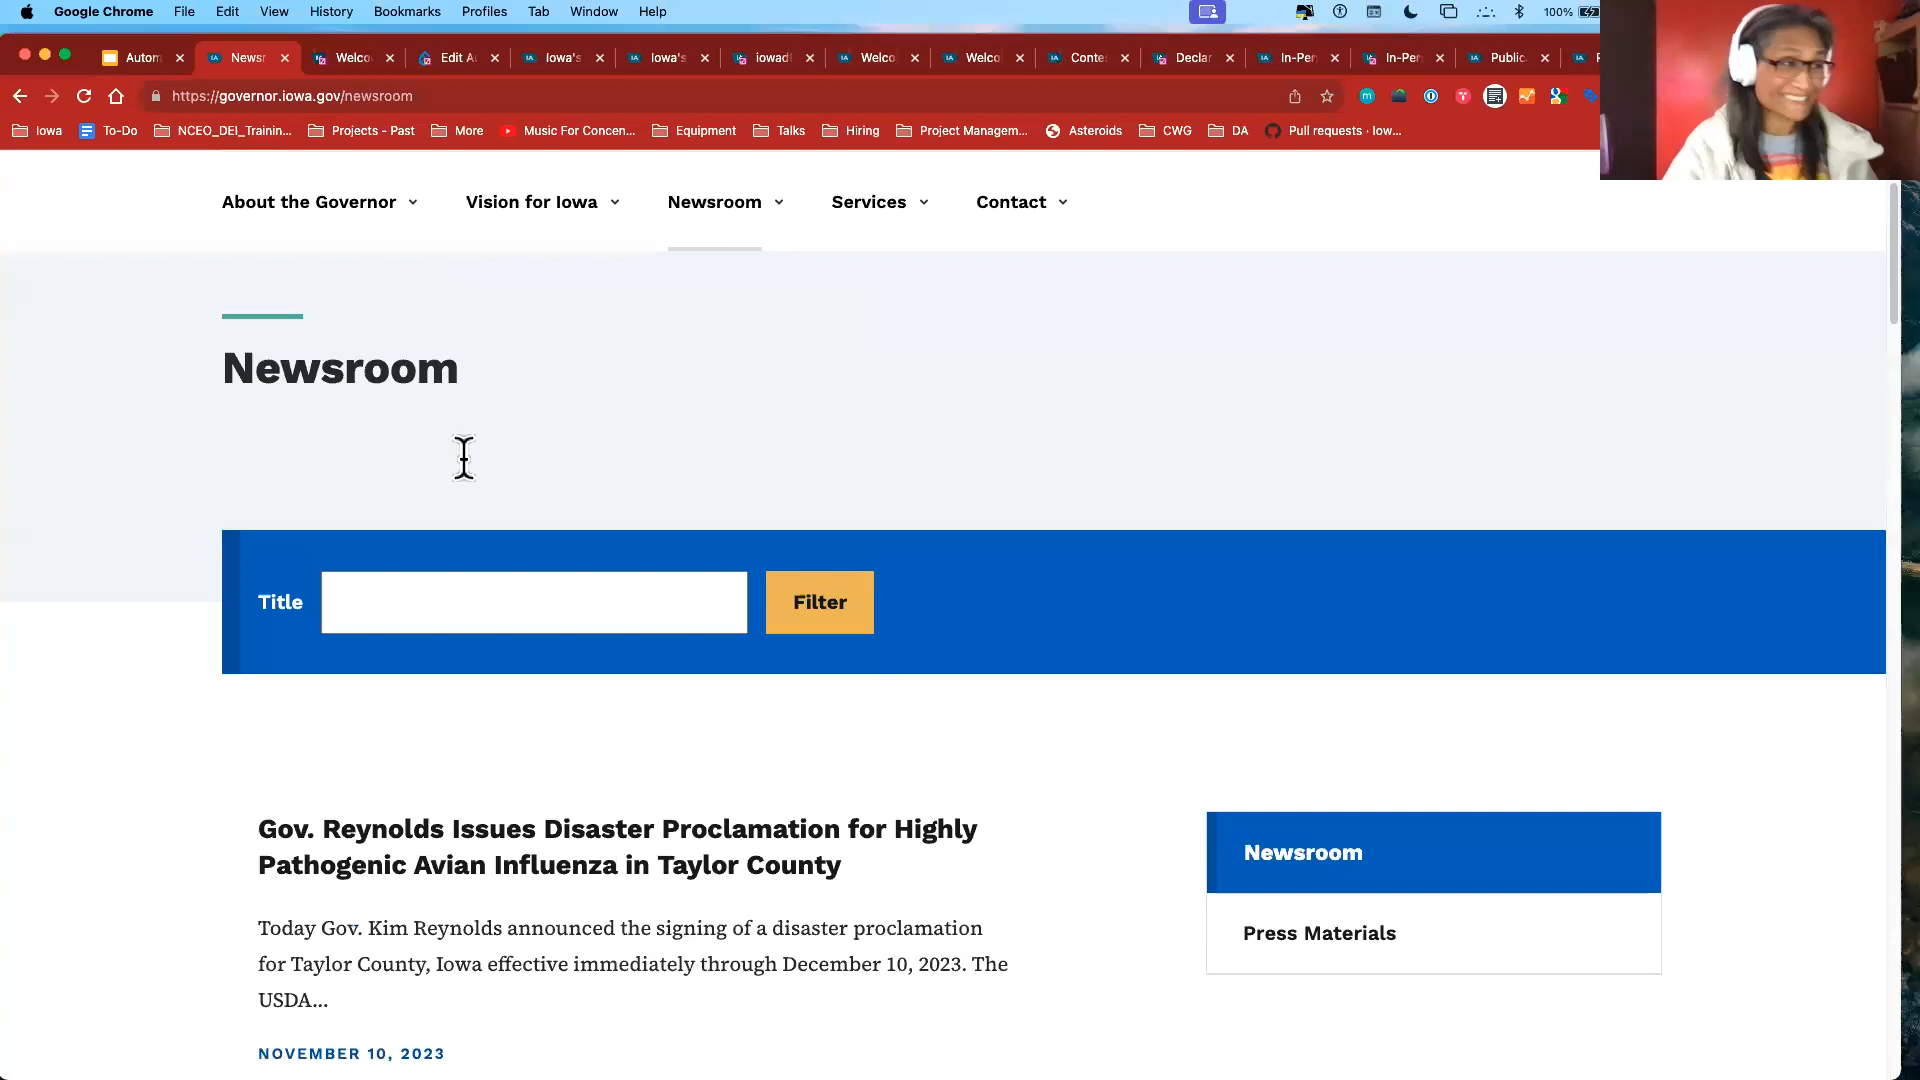 Google Chrome File Edit View History Bookmarks Profiles Tab Window Help 100%
Autom Newsr Welco Edit A Iowa's Iowa's iowad Welco Welco Conte Declar In-Per In-Per Public
https://governor.iowa.gov/newsroom
Iowa To-Do NCEO_DEI_Trainin... Projects - Past More Music For Concen... Equipment Talks Hiring Project Managem... Asteroids CWG DA Pull requests · Iow...
About the Governor Vision for Iowa Newsroom Services Contact
Newsroom
Title Filter
Gov. Reynolds Issues Disaster Proclamation for Highly
Pathogenic Avian Influenza in Taylor County
Today Gov. Kim Reynolds announced the signing of a disaster proclamation
for Taylor County, Iowa effective immediately through December 10, 2023. The
USDA...
NOVEMBER 10, 2023
Newsroom
Press Materials